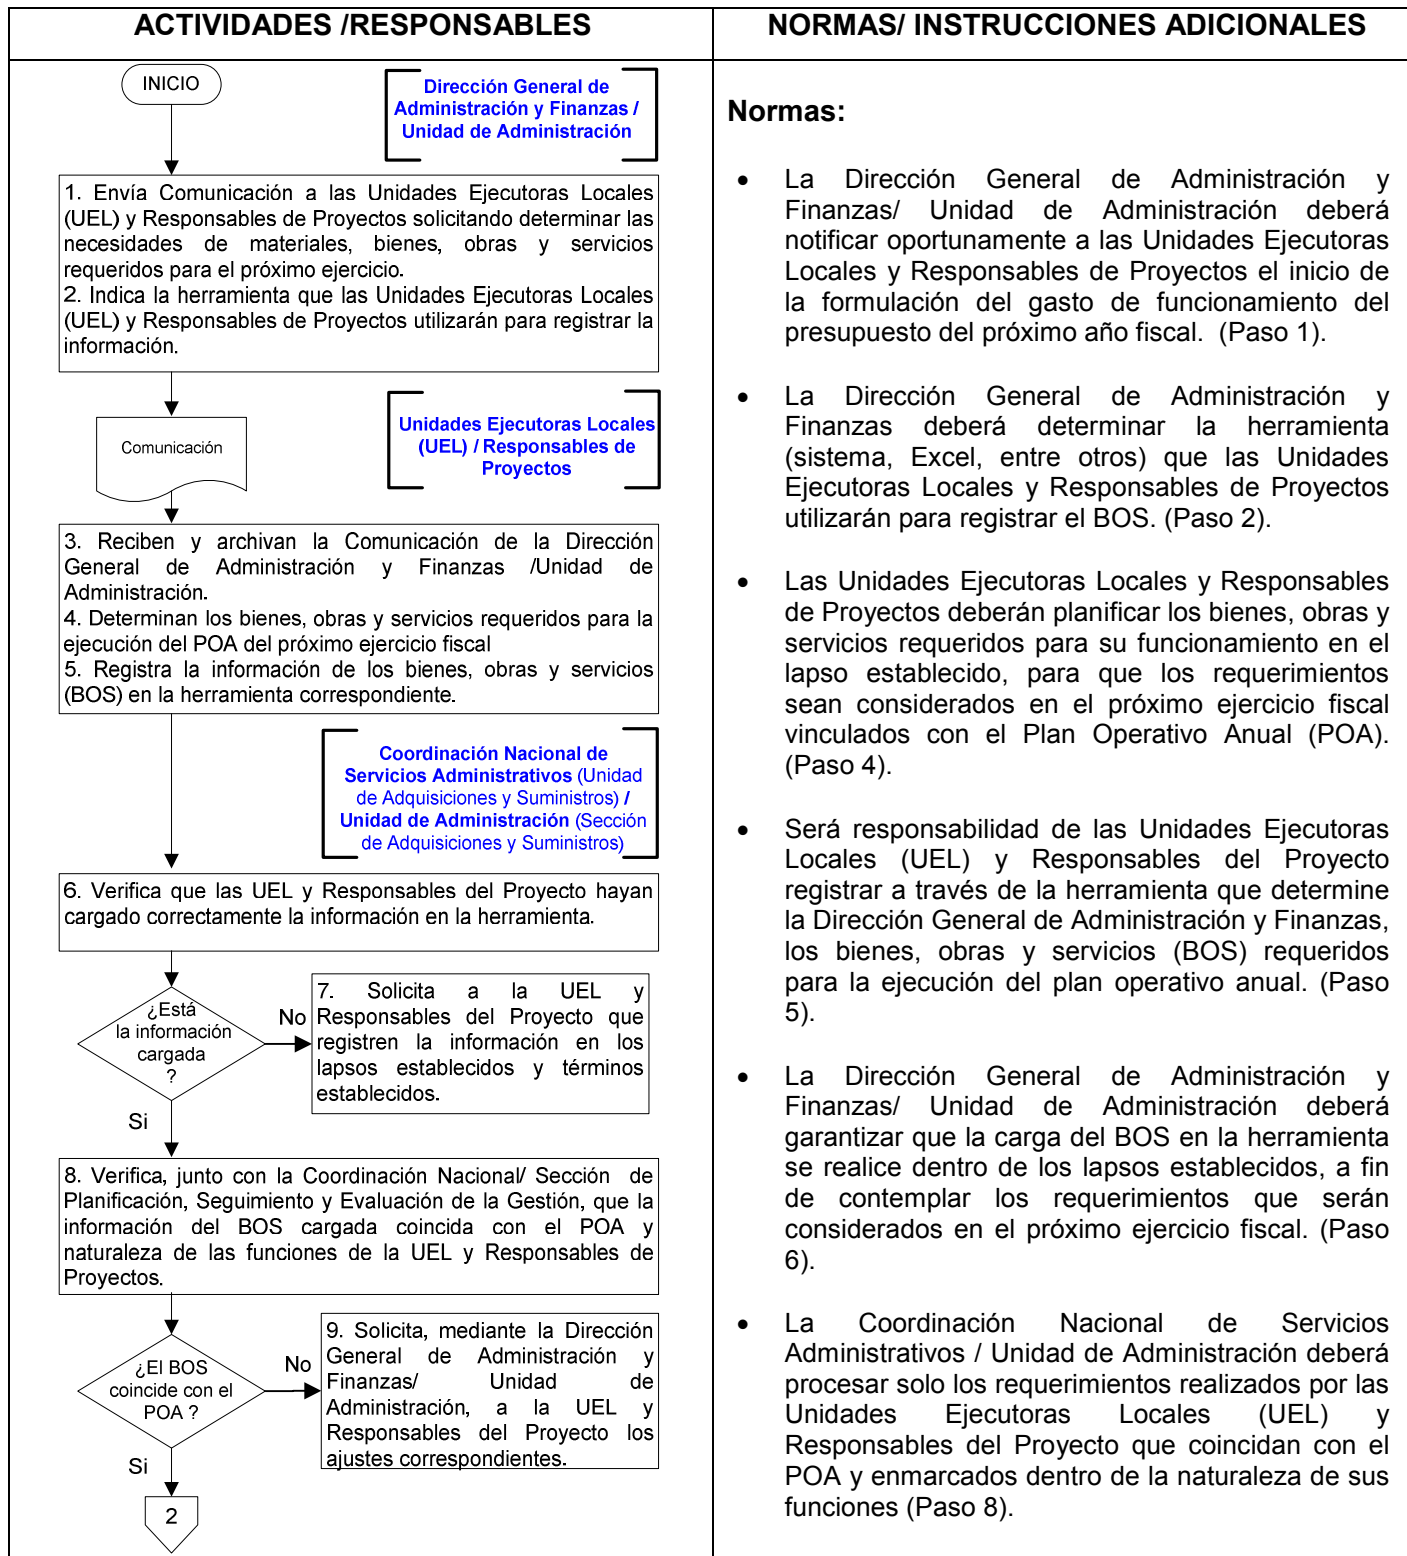 ACTIVIDADES /RESPONSABLES
INICIO
Dirección General de
Administración y Finanzas /
Unidad de Administración
1. Envía Comunicación a las Unidades Ejecutoras Locales
(UEL) y Responsables de Proyectos solicitando determinar las
necesidades de materiales, bienes, obras y servicios
requeridos para el próximo ejercicio.
2. Indica la herramienta que las Unidades Ejecutoras Locales
(UEL) y Responsables de Proyectos utilizarán para registrar la
información.
Comunicación
Unidades Ejecutoras Locales
(UEL) / Responsables de
Proyectos
3. Reciben y archivan la Comunicación de la Dirección
General de Administración y Finanzas /Unidad de
Administración.
4. Determinan los bienes, obras y servicios requeridos para la
ejecución del POA del próximo ejercicio fiscal
5. Registra la información de los bienes, obras y servicios
(BOS) en la herramienta correspondiente.
Coordinación Nacional de
Servicios Administrativos (Unidad
de Adquisiciones y Suministros) /
Unidad de Administración (Sección
de Adquisiciones y Suministros)
6. Verifica que las UEL y Responsables del Proyecto hayan
cargado correctamente la información en la herramienta.
¿Está
la información
cargada
?
No
7. Solicita a la UEL y
Responsables del Proyecto que
registren la información en los
lapsos establecidos y términos
establecidos.
Si
8. Verifica, junto con la Coordinación Nacional/ Sección de
Planificación, Seguimiento y Evaluación de la Gestión, que la
información del BOS cargada coincida con el POA y
naturaleza de las funciones de la UEL y Responsables de
Proyectos.
¿El BOS
coincide con el
POA ?
No
9. Solicita, mediante la Dirección
General de Administración y
Finanzas/ Unidad de
Administración, a la UEL y
Responsables del Proyecto los
ajustes correspondientes.
Si
2
NORMAS/ INSTRUCCIONES ADICIONALES
Normas:
• La Dirección General de Administración y
Finanzas/ Unidad de Administración deberá
notificar oportunamente a las Unidades Ejecutoras
Locales y Responsables de Proyectos el inicio de
la formulación del gasto de funcionamiento del
presupuesto del próximo año fiscal. (Paso 1).
• La Dirección General de Administración y
Finanzas deberá determinar la herramienta
(sistema, Excel, entre otros) que las Unidades
Ejecutoras Locales y Responsables de Proyectos
utilizarán para registrar el BOS. (Paso 2).
• Las Unidades Ejecutoras Locales y Responsables
de Proyectos deberán planificar los bienes, obras y
servicios requeridos para su funcionamiento en el
lapso establecido, para que los requerimientos
sean considerados en el próximo ejercicio fiscal
vinculados con el Plan Operativo Anual (POA).
(Paso 4).
• Será responsabilidad de las Unidades Ejecutoras
Locales (UEL) y Responsables del Proyecto
registrar a través de la herramienta que determine
la Dirección General de Administración y Finanzas,
los bienes, obras y servicios (BOS) requeridos
para la ejecución del plan operativo anual. (Paso
5).
• La Dirección General de Administración y
Finanzas/ Unidad de Administración deberá
garantizar que la carga del BOS en la herramienta
se realice dentro de los lapsos establecidos, a fin
de contemplar los requerimientos que serán
considerados en el próximo ejercicio fiscal. (Paso
6).
• La Coordinación Nacional de Servicios
Administrativos / Unidad de Administración deberá
procesar solo los requerimientos realizados por las
Unidades Ejecutoras Locales (UEL) y
Responsables del Proyecto que coincidan con el
POA y enmarcados dentro de la naturaleza de sus
funciones (Paso 8).